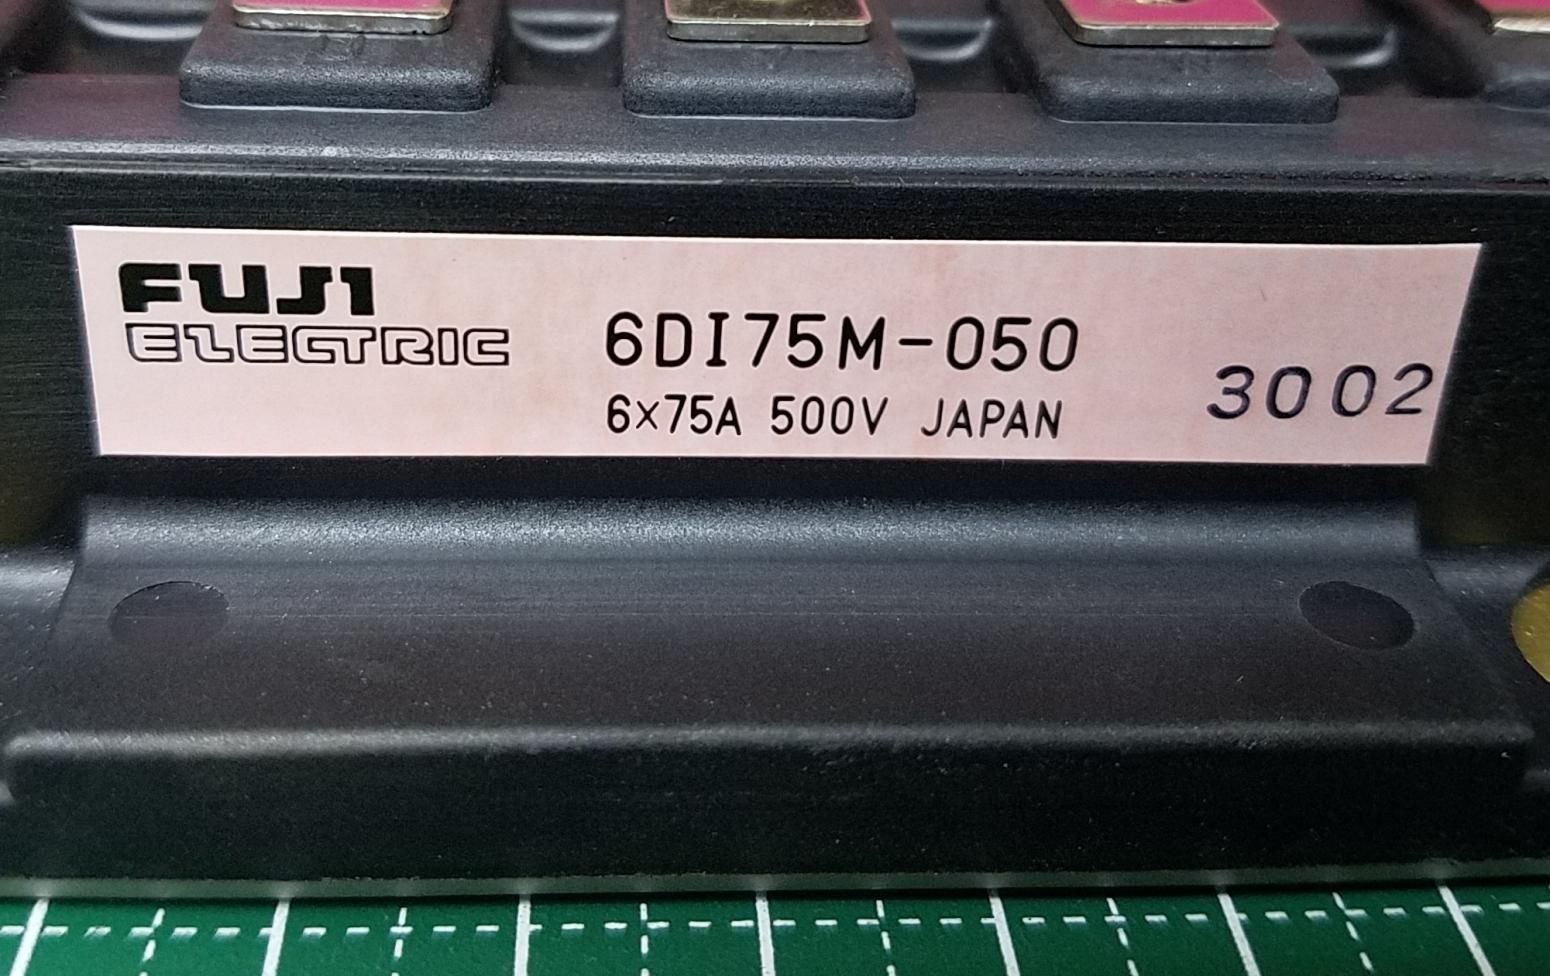 FUJI
ELECTRIC
6DI75M-050
6×75A 500V JAPAN
3002